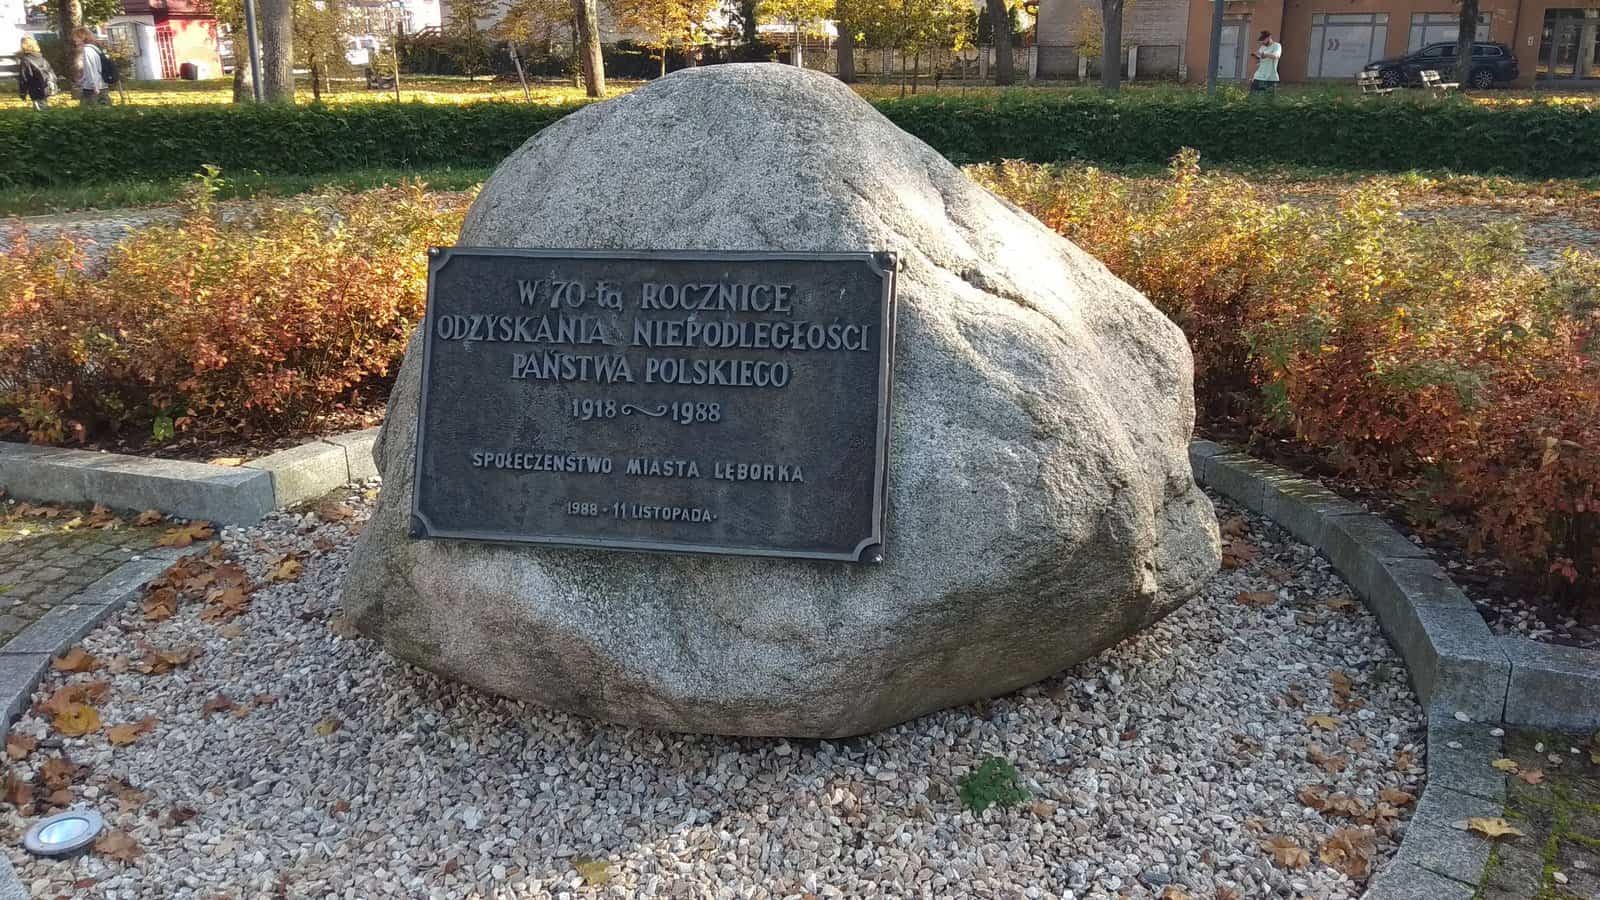 W 70-tą ROCZNICĘ
ODZYSKANIA NIEPODLEGŁOŚCI
PAŃSTWA POLSKIEGO
1918~1988
SPOŁECZEŃSTWO MIASTA LĘBORKA
1988 - 11 LISTOPADA.